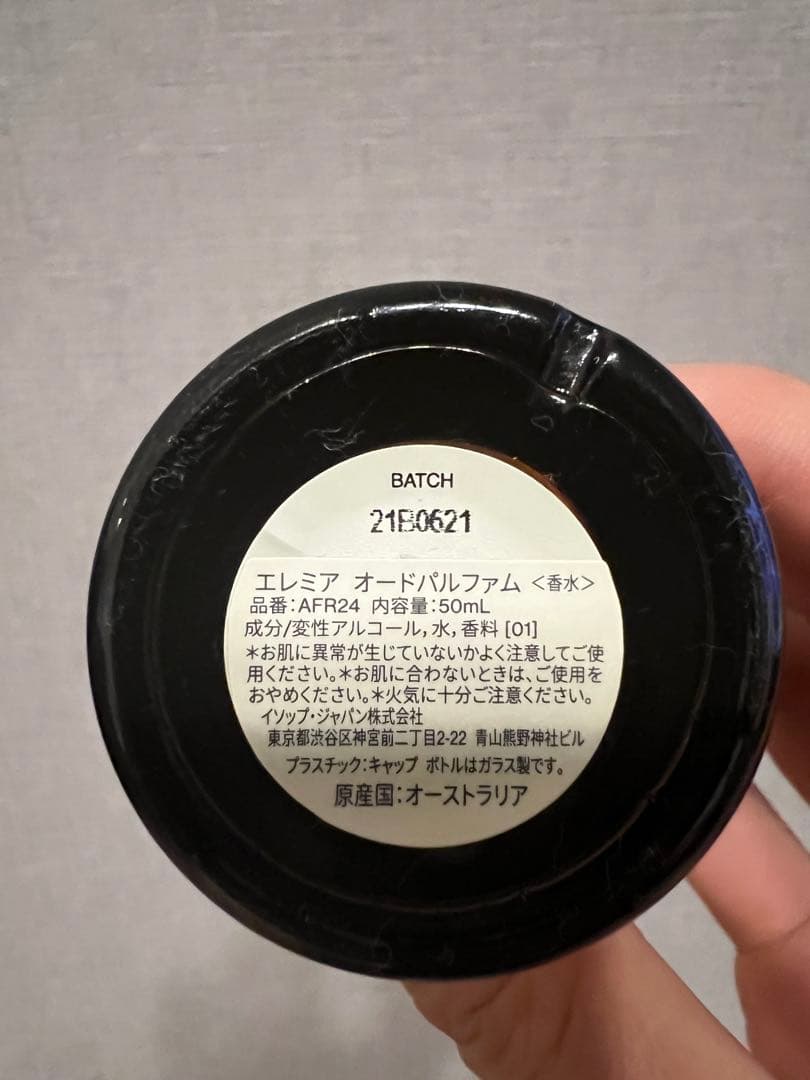 BATCH
21B0621
エレミア オードパルファム <香水>
品番:AFR24 内容量:50mL
成分/変性アルコール, 水, 香料 [01]
*お肌に異常が生じていないかよく注意してご使
用ください。*お肌に合わないときは、ご使用を
おやめください。*火気に十分ご注意ください。
イソップ・ジャパン株式会社
東京都渋谷区神宮前二丁目2-22 青山熊野神社ビル
プラスチック:キャップ ボトルはガラス製です。
原産国:オーストラリア